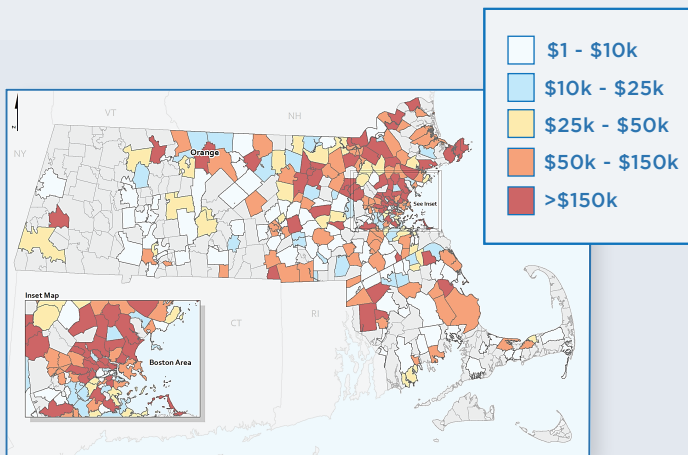 $1 - $10k
$10k - $25k
$25k - $50k
$50k - $150k
>$150k
VT
NH
NY
Orange
See Inset
Inset Map
Boston Area
CT
RI